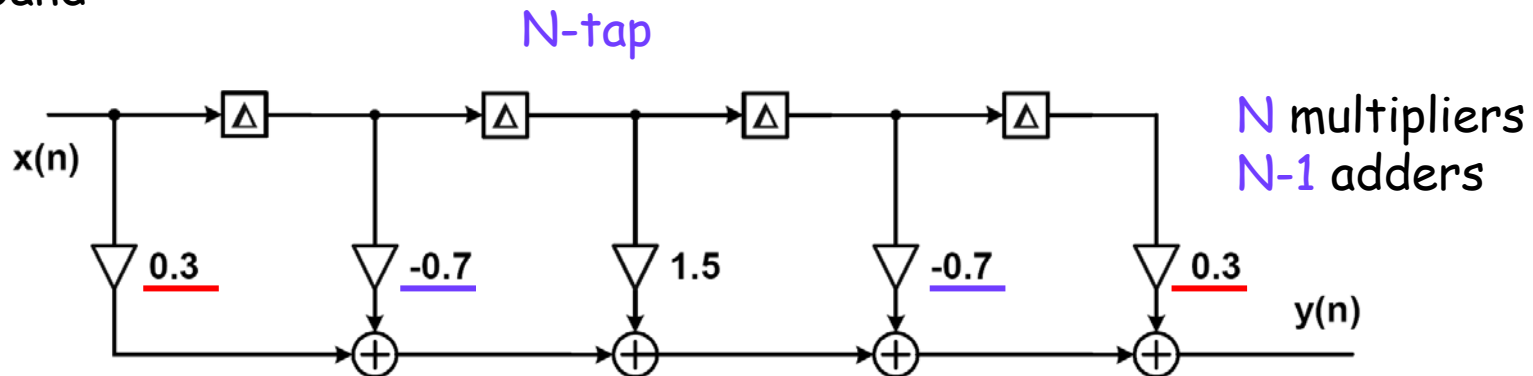 N-tap
Δ Δ Δ Δ
N multipliers
x(n)
N-1 adders
0.3 -0.7 1.5 -0.7 0.3
y(n)
+ + + +